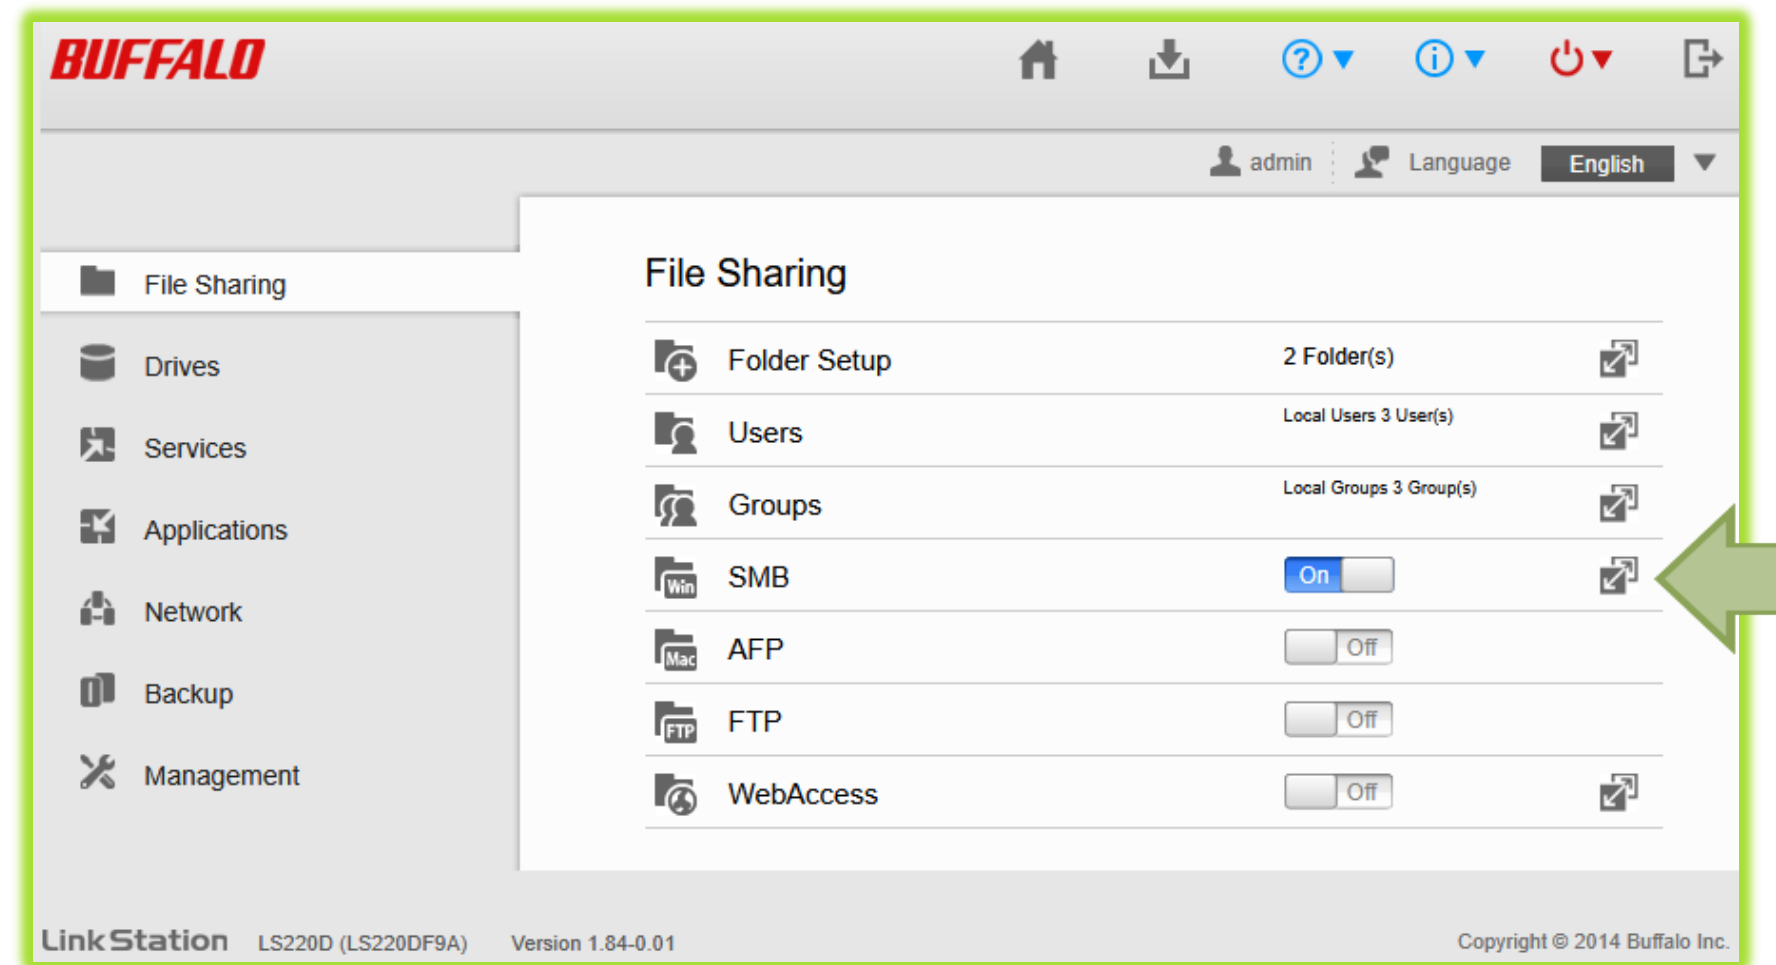 BUFFALO
admin Language English
File Sharing
Drives
Services
Applications
Network
Backup
Management
File Sharing
Folder Setup 2 Folder(s)
Users Local Users 3 User(s)
Groups Local Groups 3 Group(s)
Win SMB On
Mac AFP Off
FTP FTP Off
WebAccess Off
LinkStation LS220D (LS220DF9A) Version 1.84-0.01 Copyright © 2014 Buffalo Inc.